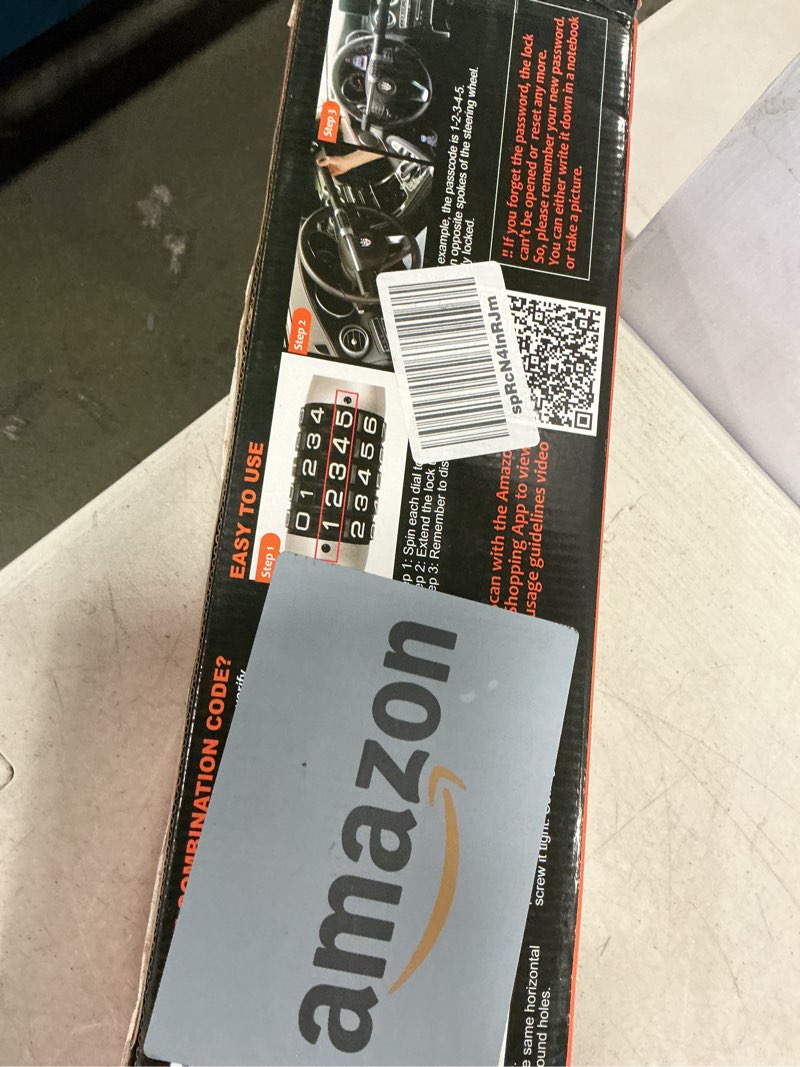 COMBINATION CODE?
EASY TO USE
Step 1
0 1 2 3 4
1 2 3 4 5
2 3 4 5 6
Step 2
Step 3
p 1: Spin each dial to
ep 2: Extend the lock
ep 3: Remember to dis
example, the passcode is 1-2-3-4-5.
n opposite spokes of the steering wheel.
y locked.
!! If you forget the password, the lock
can't be opened or reset any more.
So, please remember your new password.
You can either write it down in a notebook
or take a picture.
can with the Amazo
Shopping App to view
usage guidelines video
spRcN4lnRJm
amazon
e same horizontal
ound holes.
screw it tight.